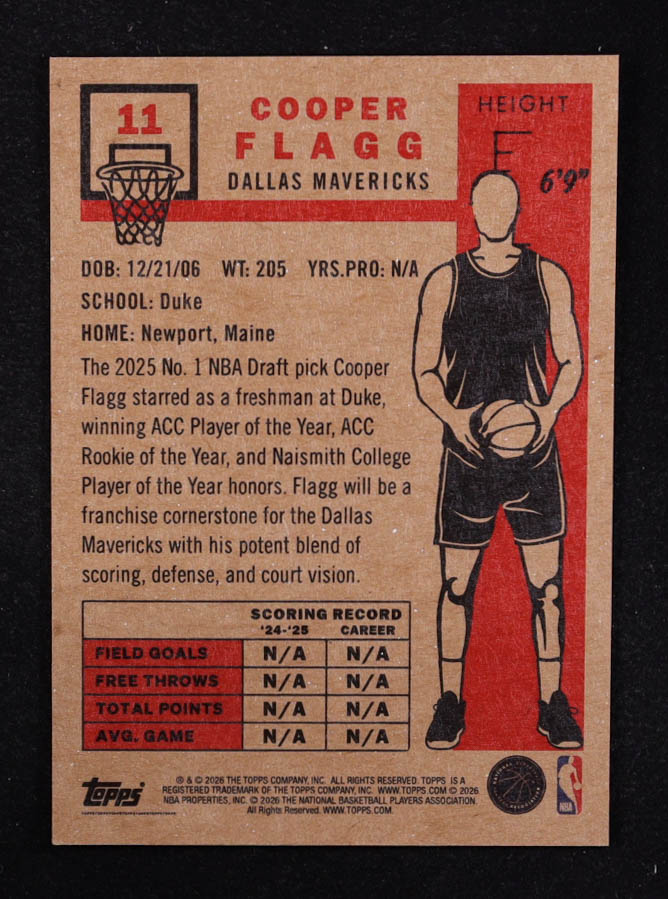 11
COOPER
FLAGG
DALLAS MAVERICKS
HEIGHT
6'9"
DOB: 12/21/06 WT: 205 YRS.PRO: N/A
SCHOOL: Duke
HOME: Newport, Maine
The 2025 No. 1 NBA Draft pick Cooper
Flagg starred as a freshman at Duke,
winning ACC Player of the Year, ACC
Rookie of the Year, and Naismith College
Player of the Year honors. Flagg will be a
franchise cornerstone for the Dallas
Mavericks with his potent blend of
scoring, defense, and court vision.
SCORING RECORD
'24-'25 CAREER
FIELD GOALS N/A N/A
FREE THROWS N/A N/A
TOTAL POINTS N/A N/A
AVG. GAME N/A N/A
topps
® & © 2026 THE TOPPS COMPANY, INC. ALL RIGHTS RESERVED. TOPPS IS A
REGISTERED TRADEMARK OF THE TOPPS COMPANY, INC. WWW.TOPPS.COM © 2026
NBA PROPERTIES, INC. © 2026 THE NATIONAL BASKETBALL PLAYERS ASSOCIATION.
All Rights Reserved. WWW.TOPPS.COM.
NBA